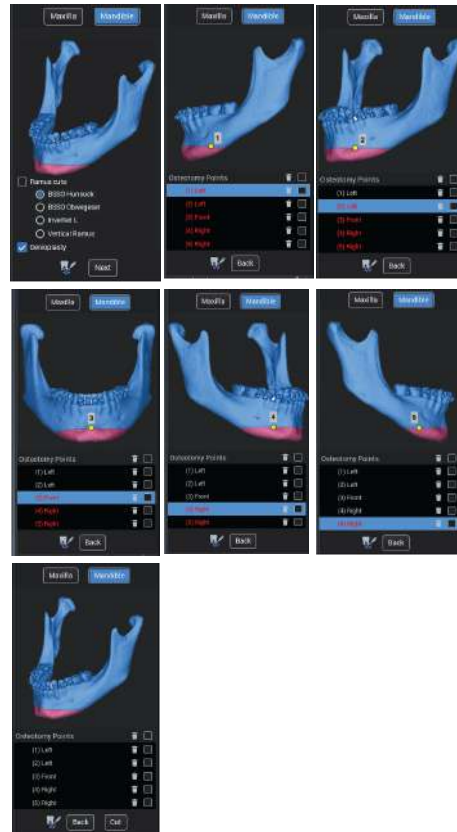 Maxilla Mandible
Ramus cuts
BSSO Hunsuck
BSSO Obwegeser
Inverted L
Vertical Ramus
Genioplasty
Next
Maxilla Mandible
1
Osteotomy Points
(1) Left
(2) Left
(3) Front
(4) Right
(5) Right
Back
Maxilla Mandible
2
Osteotomy Points
(1) Left
(2) Left
(3) Front
(4) Right
(5) Right
Back
Maxilla Mandible
3
Osteotomy Points
(1) Left
(2) Left
(3) Front
(4) Right
(5) Right
Back
Maxilla Mandible
4
Osteotomy Points
(1) Left
(2) Left
(3) Front
(4) Right
(5) Right
Back
Maxilla Mandible
5
Osteotomy Points
(1) Left
(2) Left
(3) Front
(4) Right
(5) Right
Back
Maxilla Mandible
Osteotomy Points
(1) Left
(2) Left
(3) Front
(4) Right
(5) Right
Back Cut